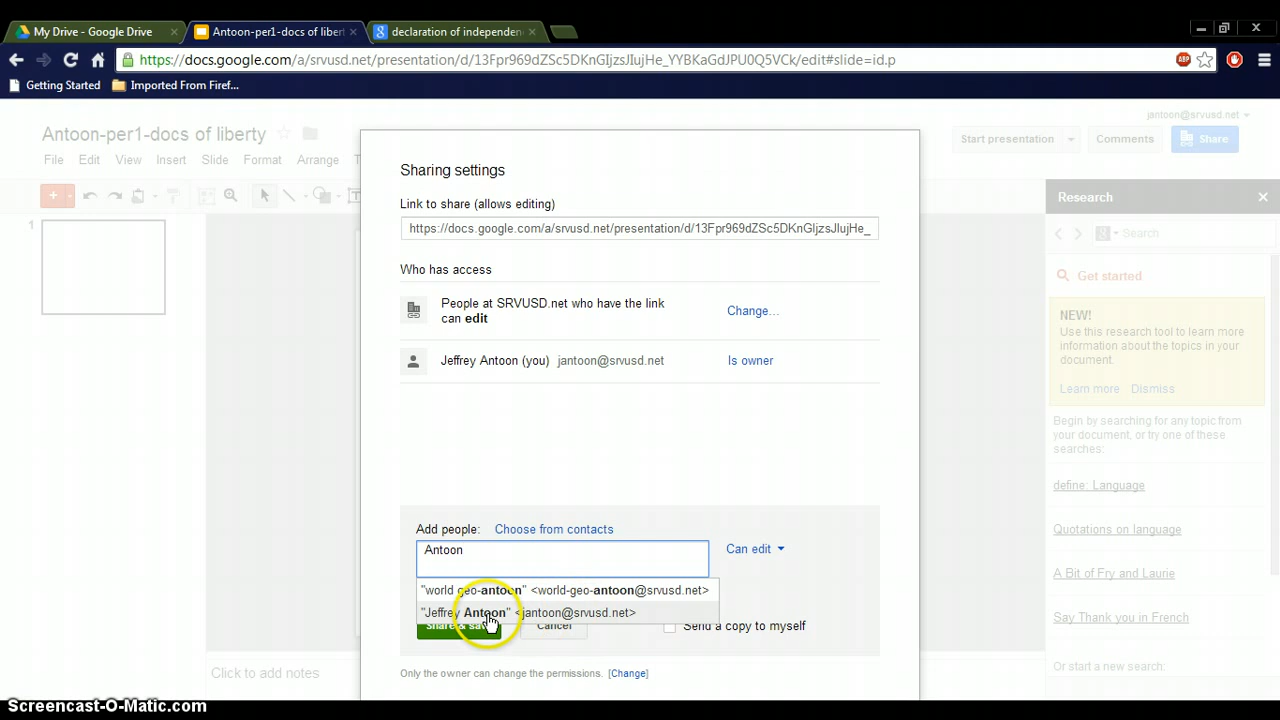 My Drive - Google Drive
Antoon-per1-docs of libert
declaration of independen
https://docs.google.com/a/srvusd.net/presentation/d/13Fpr969dZSc5DKnGIjzsJIujHe_YYBKaGdJPU0Q5VCk/edit#slide=id.p
ABP
Getting Started
Imported From Firef...
jantoon@srvusd.net
Antoon-per1-docs of liberty
Start presentation
Comments
Share
File Edit View Insert Slide Format Arrange T
Sharing settings
Link to share (allows editing)
https://docs.google.com/a/srvusd.net/presentation/d/13Fpr969dZSc5DKnGIjzsJIujHe_
Who has access
People at SRVUSD.net who have the link
can edit
Change...
Jeffrey Antoon (you) jantoon@srvusd.net
Is owner
Add people: Choose from contacts
Antoon
Can edit
"world geo-antoon" <world-geo-antoon@srvusd.net>
"Jeffrey Antoon" <jantoon@srvusd.net>
Share & save
Cancel
Send a copy to myself
Only the owner can change the permissions. [Change]
1
Click to add notes
Research
Search
Get started
NEW!
Use this research tool to learn more
information about the topics in your
document.
Learn more Dismiss
Begin by searching for any topic from
your document, or try one of these
searches:
define: Language
Quotations on language
A Bit of Fry and Laurie
Say Thank you in French
Or start a new search:
Screencast-O-Matic.com